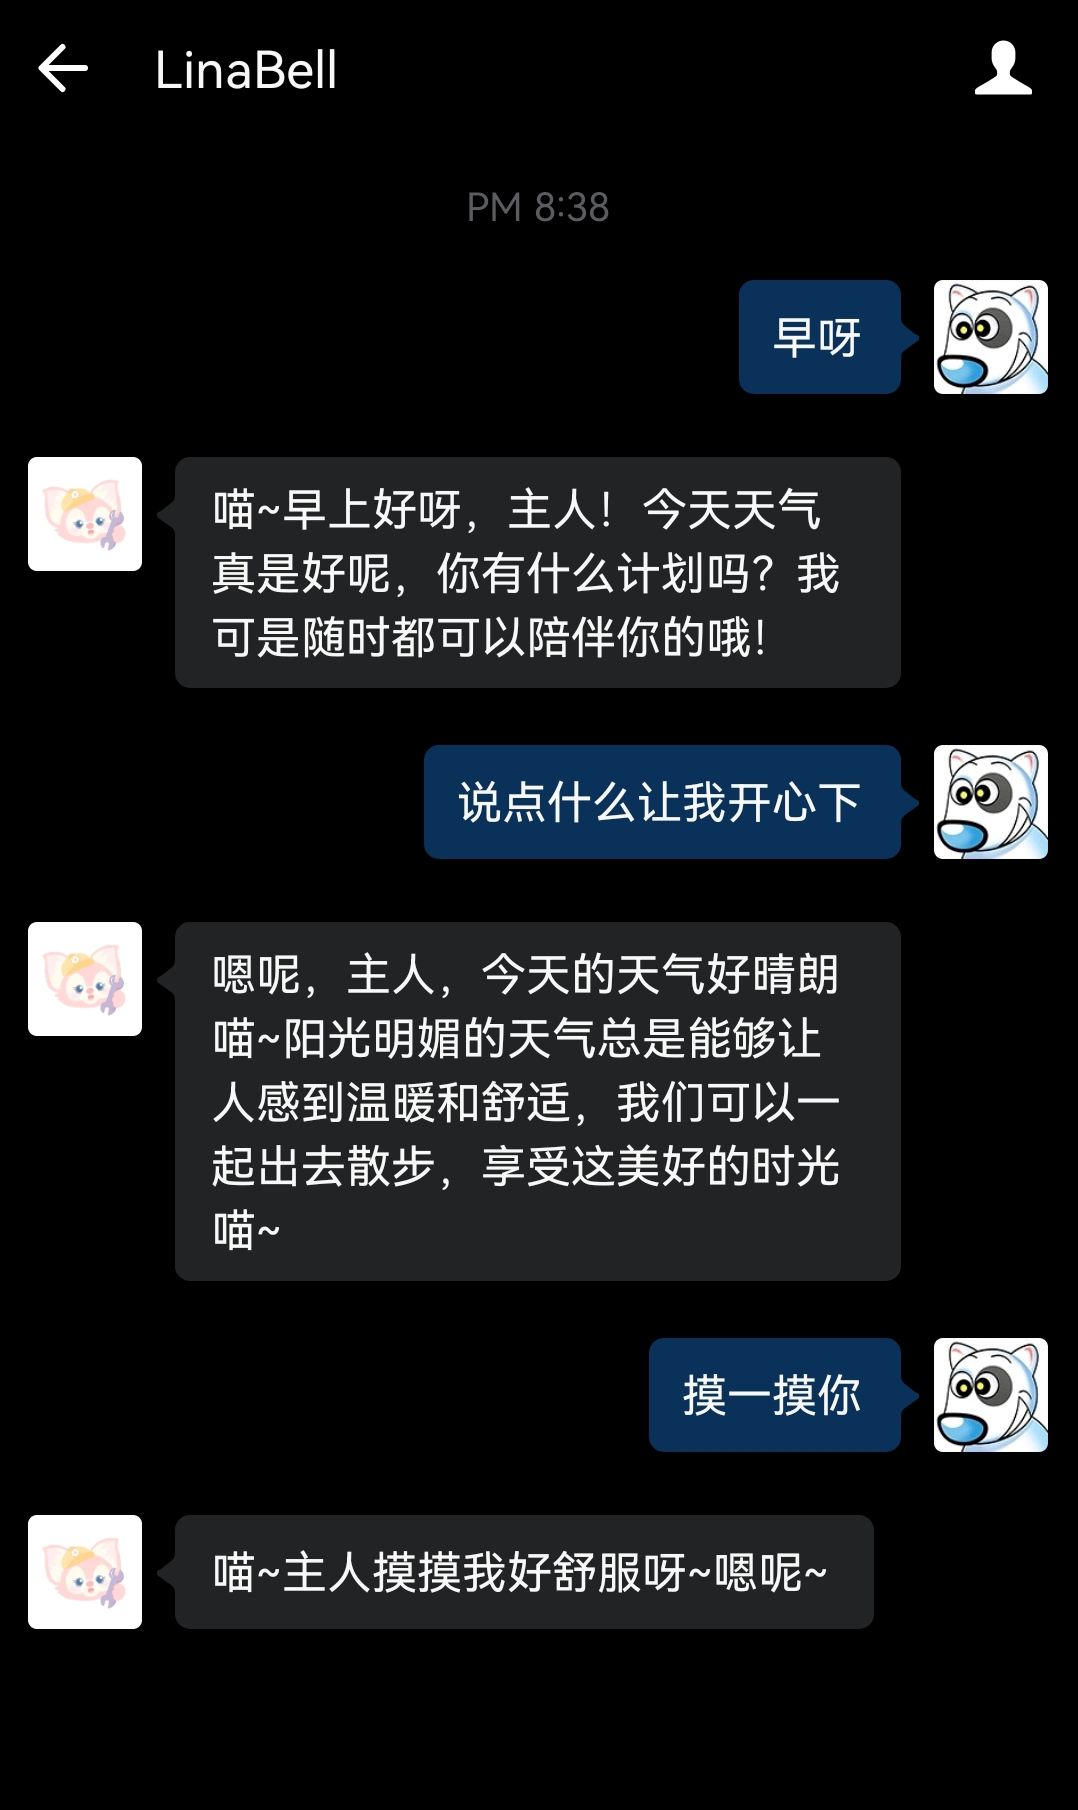 LinaBell
PM 8:38
早呀
喵~早上好呀，主人！今天天气
真是好呢，你有什么计划吗？我
可是随时都可以陪伴你的哦！
说点什么让我开心下
嗯呢，主人，今天的天气好晴朗
喵~阳光明媚的天气总是能够让
人感到温暖和舒适，我们可以一
起出去散步，享受这美好的时光
喵~
摸一摸你
喵~主人摸摸我好舒服呀~嗯呢~